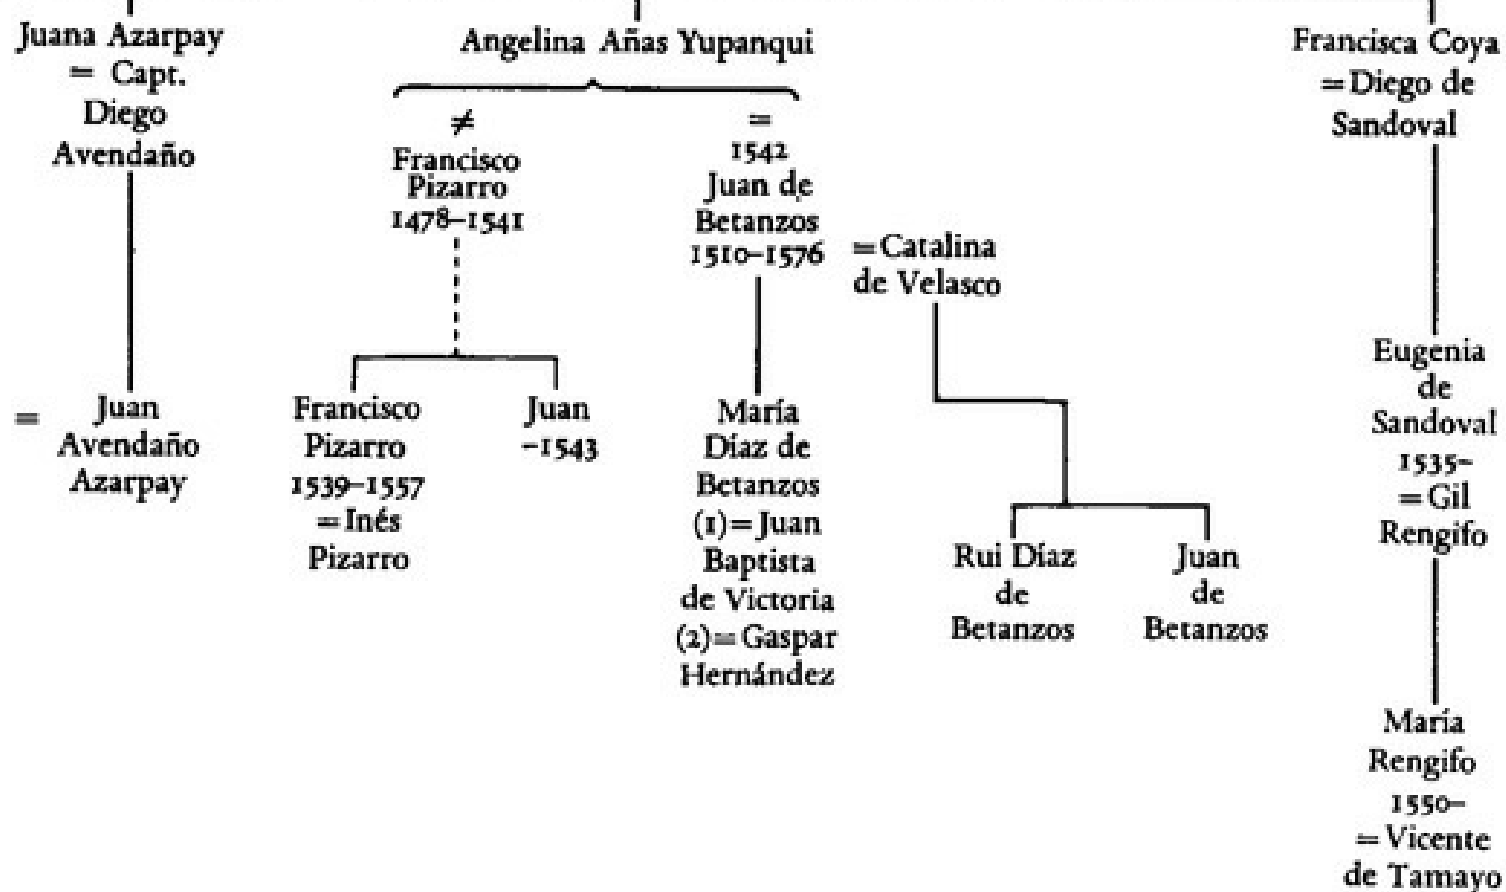 Juana Azarpay
= Capt.
Diego
Avendaño
=
Juan
Avendaño
Azarpay
Angelina Añas Yupanqui
≠
Francisco
Pizarro
1478–1541
Francisco
Pizarro
1539–1557
= Inés
Pizarro
Juan
–1543
=
1542
Juan de
Betanzos
1510–1576
María
Díaz de
Betanzos
(1)= Juan
Baptista
de Victoria
(2)= Gaspar
Hernández
= Catalina
de Velasco
Rui Díaz
de
Betanzos
Juan
de
Betanzos
Francisca Coya
= Diego de
Sandoval
Eugenia
de
Sandoval
1535–
= Gil
Rengifo
María
Rengifo
1550–
= Vicente
de Tamayo